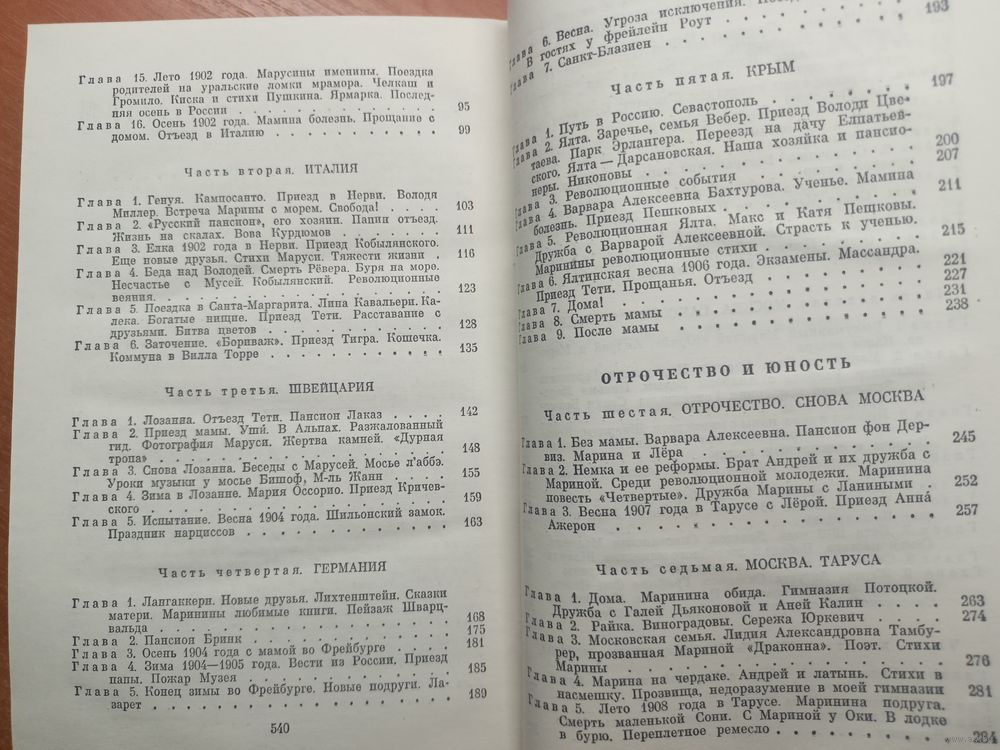 Глава 15. Лето 1902 года. Марусины именины. Поездка
родителей на уральские ломки мрамора. Челкаш и
Громило. Киска и стихи Пушкина. Ярмарка. Послед-
няя осень в России . . . . . . . . . . . 95
Глава 16. Осень 1902 года. Мамина болезнь. Прощание с
домом. Отъезд в Италию . . . . . . . . . 99
Часть вторая. ИТАЛИЯ
Глава 1. Генуя. Кампосанто. Приезд в Нерви. Володя
Миллер. Встреча Марины с морем. Свобода! . . . . 103
Глава 2. «Русский пансион», его хозяин. Папин отъезд.
Жизнь на скалах. Вова Курдюмов . . . . . . . 111
Глава 3. Елка 1902 года в Нерви. Приезд Кобылянского.
Еще новые друзья. Стихи Маруси. Тяжести жизни . 116
Глава 4. Беда над Володей. Смерть Рёвера. Буря на море.
Несчастье с Мусей. Кобылянский. Революционные
веяния. . . . . . . . . . . . . . . . 123
Глава 5. Поездка в Санта-Маргарита. Лина Кавальери. Ка-
лека. Богатые нищие. Приезд Тети. Расставание с
друзьями. Битва цветов . . . . . . . . . . 128
Глава 6. Заточение. «Бориваж». Приезд Тигра. Кошечка.
Коммуна в Вилла Торре . . . . . . . . . . 135
Часть третья. ШВЕЙЦАРИЯ
Глава 1. Лозанна. Отъезд Тети. Пансион Лаказ . . . . 142
Глава 2. Приезд мамы. Уши. В Альпах. Разжалованный
гид. Фотография Маруси. Жертва камней. «Дурная
тропа» . . . . . . . . . . . . . . . 148
Глава 3. Снова Лозанна. Беседы с Марусей. Мосье л'аббэ.
Уроки музыки у мосье Бишоф, М-ль Жанн . . . . 155
Глава 4. Зима в Лозанне. Мария Оссорио. Приезд Кричев-
ского . . . . . . . . . . . . . . . . 159
Глава 5. Испытание. Весна 1904 года. Шильонский замок.
Праздник нарциссов . . . . . . . . . . . 163
Часть четвертая. ГЕРМАНИЯ
Глава 1. Лангаккерн. Новые друзья. Лихтенштейн. Сказки
матери. Маринины любимые книги. Пейзаж Шварц-
вальда . . . . . . . . . . . . . . . 168
Глава 2. Пансион Бринк . . . . . . . . . . . 175
Глава 3. Осень 1904 с мамой во Фрейбурге . . . . . 181
Глава 4. Зима 1904—1905 года. Вести из России. Приезд
папы. Пожар Музея . . . . . . . . . . . 185
Глава 5. Конец зимы во Фрейбурге. Новые подруги. Ла-
зарет . . . . . . . . . . . . . . . . 189
540
Глава 6. Весна. Угроза исключения.
В гостях у фрейлейн Роут . . . . . . 193
Глава 7. Санкт-Блазиен . . . . . . .
Часть пятая. КРЫМ
Глава 1. Путь в Россию. Севастополь . . . . . . . 197
Глава 2. Ялта. Заречье, семья Вебер. Приезд Володи Цве-
таева. Парк Эрлангера. Переезд на дачу Елпатьев-
ского. Ялта — Дарсановская. Наша хозяйка и пансио-
неры. Никоновы . . . . . . . . . . . . 200
Глава 3. Революционные события . . . . . . . . 207
Глава 4. Варвара Алексеевна Бахтурова. Ученье. Мамина
болезнь. Приезд Пешковых . . . . . . . . . 211
Глава 5. Революционная Ялта. Макс и Катя Пешковы.
Дружба с Варварой Алексеевной. Страсть к ученью.
Маринины революционные стихи . . . . . . . 215
Глава 6. Ялтинская весна 1906 года. Экзамены. Массандра.
Приезд Тети. Прощанья. Отъезд . . . . . . . 221
Глава 7. Дома! . . . . . . . . . . . . . 227
Глава 8. Смерть мамы . . . . . . . . . . . 231
Глава 9. После мамы . . . . . . . . . . . 238
ОТРОЧЕСТВО И ЮНОСТЬ
Часть шестая. ОТРОЧЕСТВО. СНОВА МОСКВА
Глава 1. Без мамы. Варвара Алексеевна. Пансион фон Дер-
виз. Марина и Лёра . . . . . . . . . . . 245
Глава 2. Немка и ее реформы. Брат Андрей и их дружба с
Мариной. Среди революционной молодежи. Маринина
повесть «Четвертые». Дружба Марины с Ланиными . 252
Глава 3. Весна 1907 года в Тарусе с Лёрой. Приезд Анна́
Ажерон . . . . . . . . . . . . . . . 257
Часть седьмая. МОСКВА. ТАРУСА
Глава 1. Дома. Маринина обида. Гимназия Потоцкой.
Дружба с Галей Дьяконовой и Аней Калин . . . . 263
Глава 2. Райка. Виноградовы. Сережа Юркевич . . . . 274
Глава 3. Московская семья. Лидия Александровна Тамбу-
рер, прозванная Мариной «Драконна». Поэт. Стихи
Марины . . . . . . . . . . . . . . . 276
Глава 4. Марина на чердаке. Андрей и латынь. Стихи в
насмешку. Прозвища, недоразумение в моей гимназии 281
Глава 5. Лето 1908 года в Тарусе. Маринина подруга.
Смерть маленькой Сони. С Мариной у Оки. В лодке
в бурю. Переплетное ремесло . . . . . . . . 284